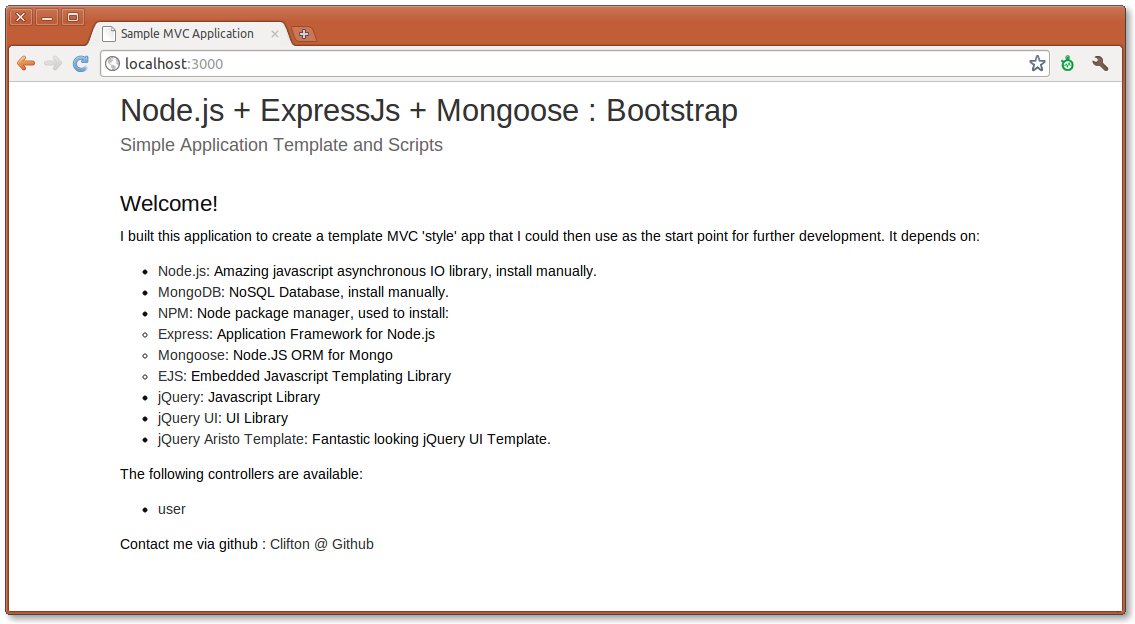 Sample MVC Application
localhost:3000
Node.js + ExpressJs + Mongoose : Bootstrap
Simple Application Template and Scripts
Welcome!
I built this application to create a template MVC 'style' app that I could then use as the start point for further development. It depends on:
Node.js: Amazing javascript asynchronous IO library, install manually.
MongoDB: NoSQL Database, install manually.
NPM: Node package manager, used to install:
Express: Application Framework for Node.js
Mongoose: Node.JS ORM for Mongo
EJS: Embedded Javascript Templating Library
jQuery: Javascript Library
jQuery UI: UI Library
jQuery Aristo Template: Fantastic looking jQuery UI Template.
The following controllers are available:
user
Contact me via github : Clifton @ Github